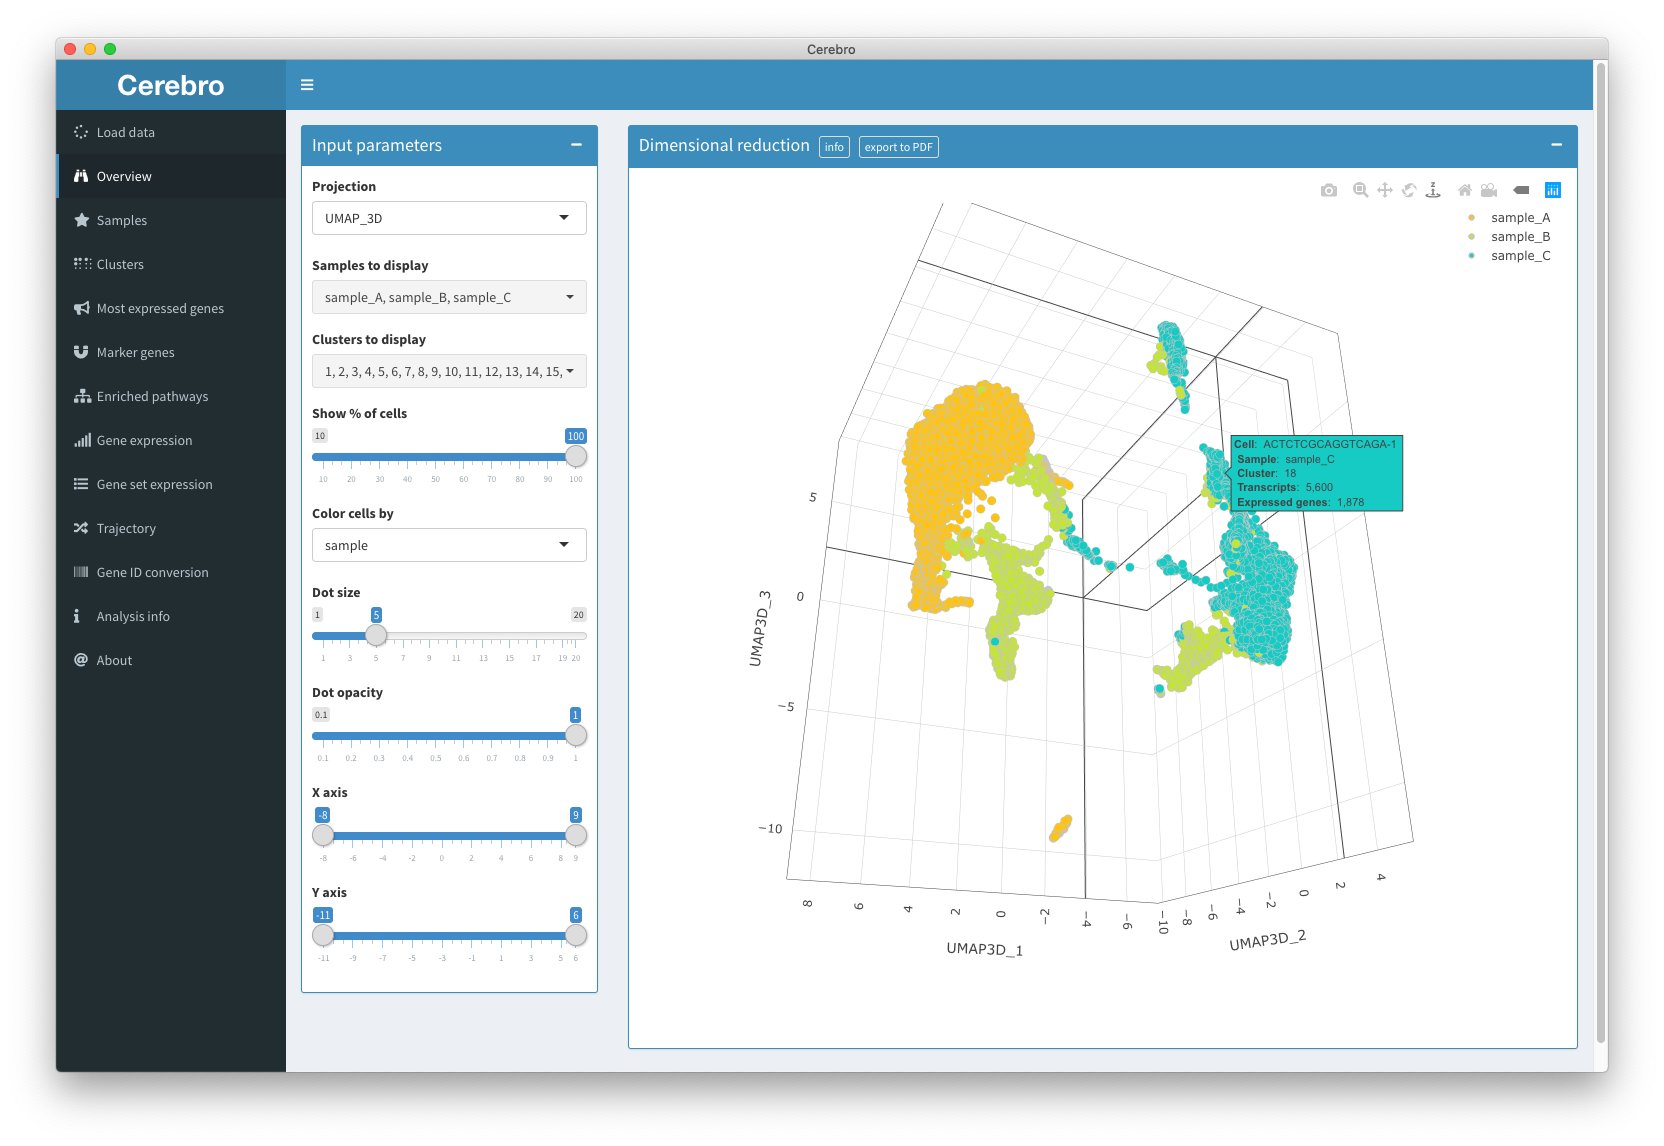 Cerebro
Cerebro
Load data
Overview
Samples
Clusters
Most expressed genes
Marker genes
Enriched pathways
Gene expression
Gene set expression
Trajectory
Gene ID conversion
Analysis info
About
Input parameters
Projection
UMAP_3D
Samples to display
sample_A, sample_B, sample_C
Clusters to display
1, 2, 3, 4, 5, 6, 7, 8, 9, 10, 11, 12, 13, 14, 15,
Show % of cells
10 100
10 20 30 40 50 60 70 80 90 100
Color cells by
sample
Dot size
1 5 20
1 3 5 7 9 11 13 15 17 19 20
Dot opacity
0.1 1
0.1 0.2 0.3 0.4 0.5 0.6 0.7 0.8 0.9 1
X axis
-8 9
-8 -6 -4 -2 0 2 4 6 8 9
Y axis
-11 6
-11 -9 -7 -5 -3 -1 1 3 5 6
Dimensional reduction info export to PDF
sample_A
sample_B
sample_C
Cell: ACTCTCGCAGGTCAGA-1
Sample: sample_C
Cluster: 18
Transcripts: 5,600
Expressed genes: 1,878
5
0
−5
−10
UMAP3D_3
8 6 4 2 0 −2 −4 −6
UMAP3D_1
−10 −8 −6 −4 −2 0 2 4
UMAP3D_2